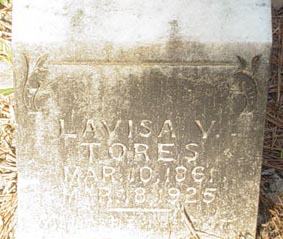 LAVISA V.
TORES
MAR. 10, 1861.
MAR. 18, 1925